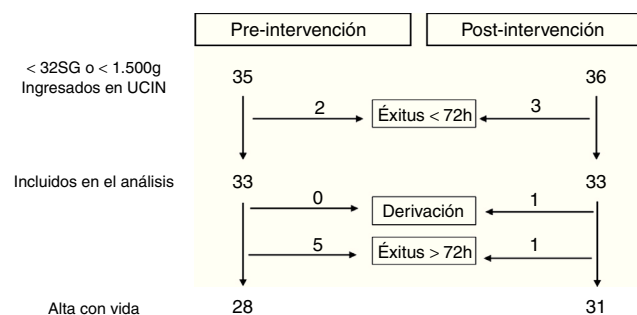 Pre-intervención Post-intervención
< 32SG o < 1.500g
Ingresados en UCIN
35 36
2 Éxitus < 72h 3
Incluidos en el análisis 33 33
0 Derivación 1
5 Éxitus > 72h 1
Alta con vida 28 31